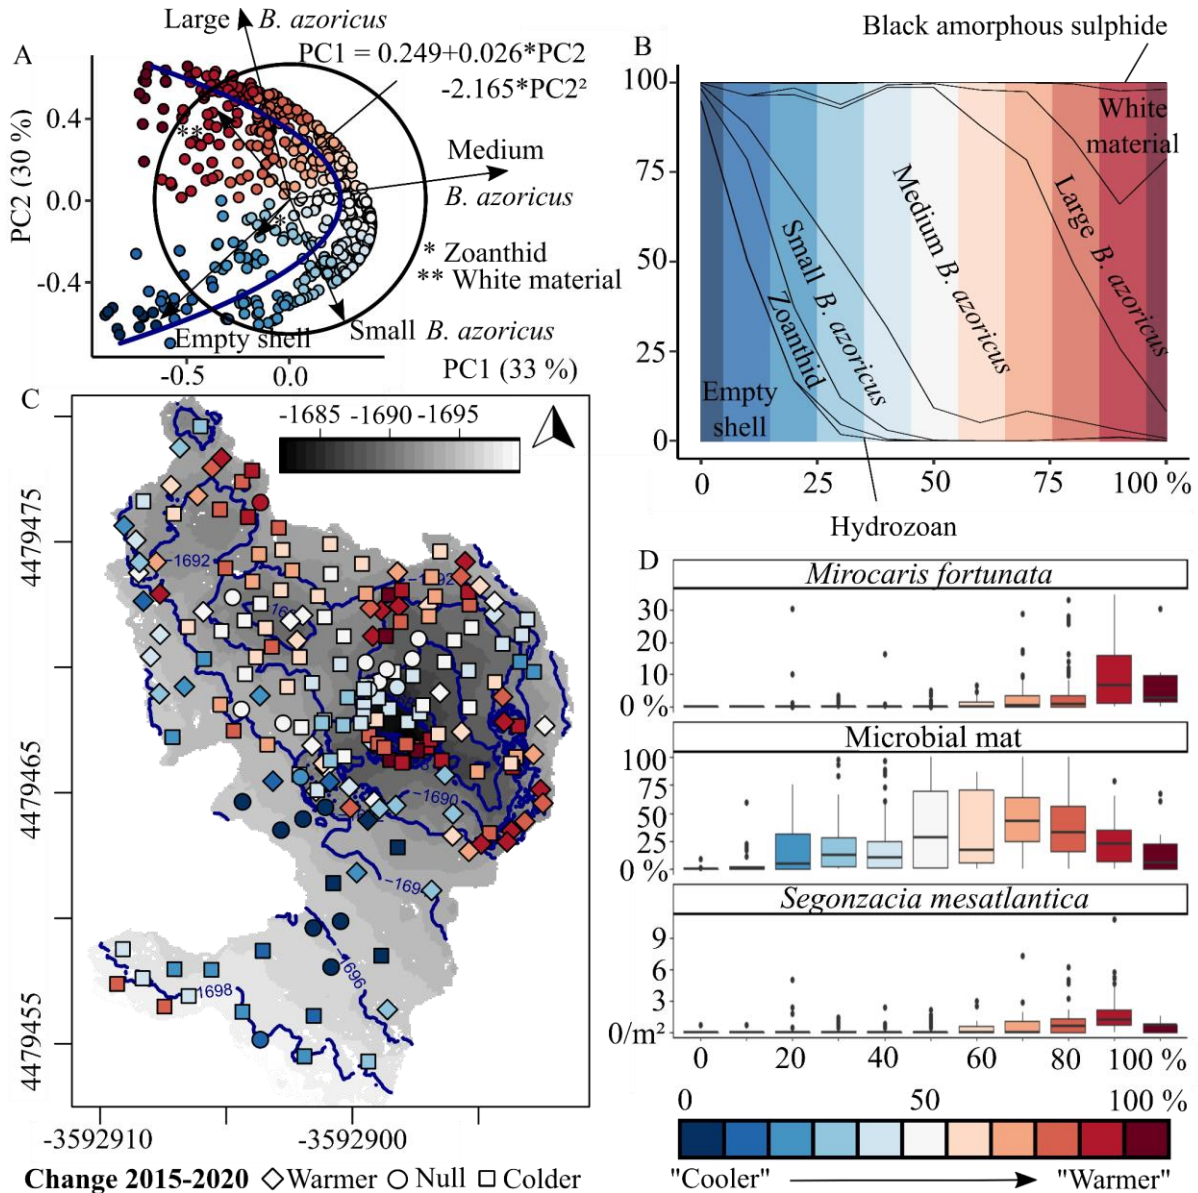 Black amorphous sulphide
Large B. azoricus
A
PC1 = 0.249+0.026*PC2
-2.165*PC2²
0.4
0.0
-0.4
PC2 (30 %)
**
*
Medium
B. azoricus
* Zoanthid
** White material
Empty shell
Small B. azoricus
-0.5
0.0
PC1 (33 %)
B
100
75
50
25
0
White
material
Large B. azoricus
Medium B. azoricus
Small B. azoricus
Zoanthid
Empty
shell
0
25
50
75
100 %
Hydrozoan
C
-1685 -1690 -1695
4479475
4479465
4479455
-1692
-1690
-1696
1698
-3592910
-3592900
Change 2015-2020 Warmer Null Colder
D
Mirocaris fortunata
30
20
10
0 %
Microbial mat
100
75
50
25
0 %
Segonzacia mesatlantica
9
6
3
0/m²
0 20 40 60 80 100 %
0 50 100 %
"Cooler" "Warmer"